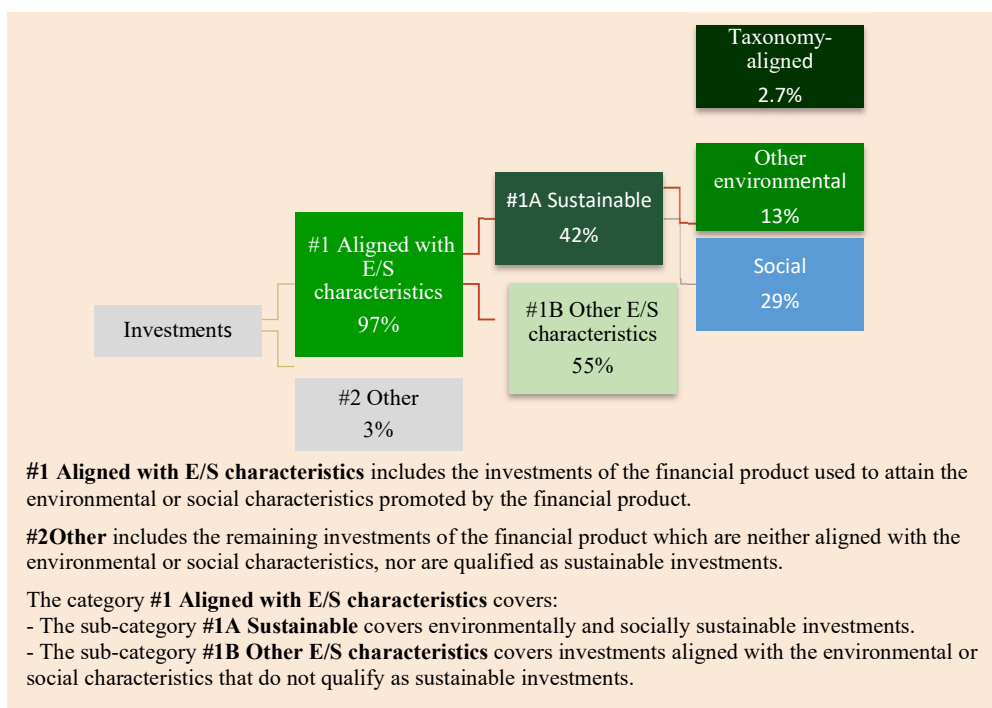 Taxonomy-
aligned
2.7%
Other
environmental
13%
#1A Sustainable
42%
#1 Aligned with
E/S
characteristics
97%
Social
29%
#1B Other E/S
characteristics
55%
Investments
#2 Other
3%
#1 Aligned with E/S characteristics includes the investments of the financial product used to attain the
environmental or social characteristics promoted by the financial product.
#2Other includes the remaining investments of the financial product which are neither aligned with the
environmental or social characteristics, nor are qualified as sustainable investments.
The category #1 Aligned with E/S characteristics covers:
- The sub-category #1A Sustainable covers environmentally and socially sustainable investments.
- The sub-category #1B Other E/S characteristics covers investments aligned with the environmental or
social characteristics that do not qualify as sustainable investments.